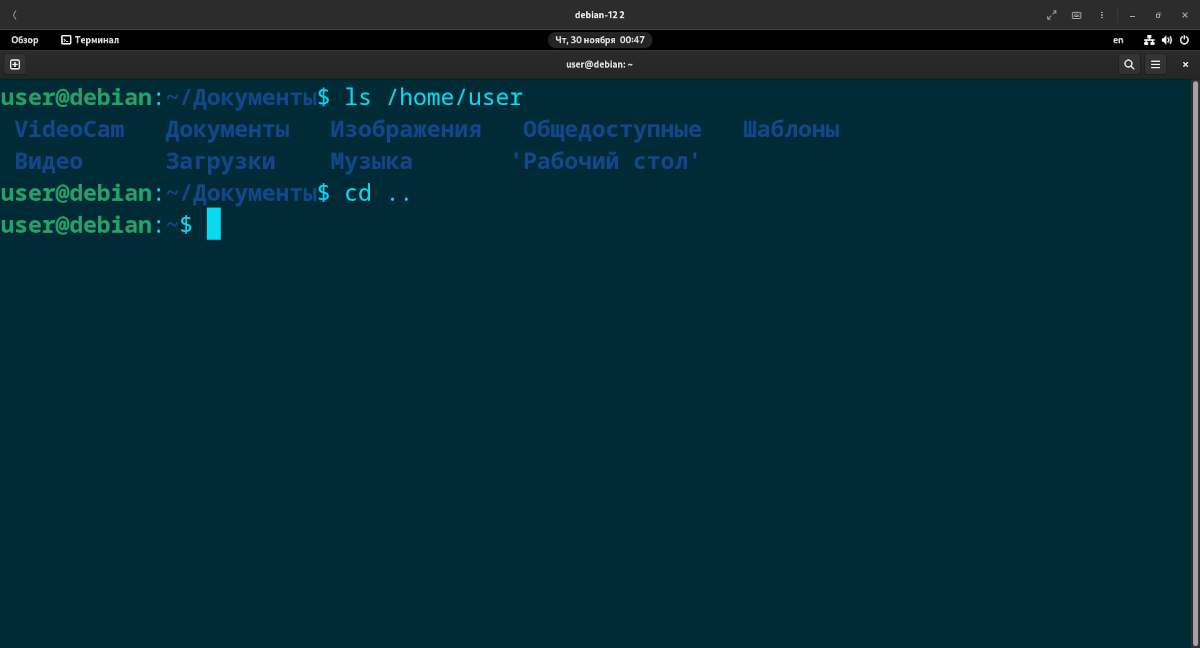 debian-12 2
Обзор Терминал Чт, 30 ноября 00:47 en
user@debian: ~
user@debian:~/Документы$ ls /home/user
VideoCam Документы Изображения Общедоступные Шаблоны
Видео Загрузки Музыка 'Рабочий стол'
user@debian:~/Документы$ cd ..
user@debian:~$